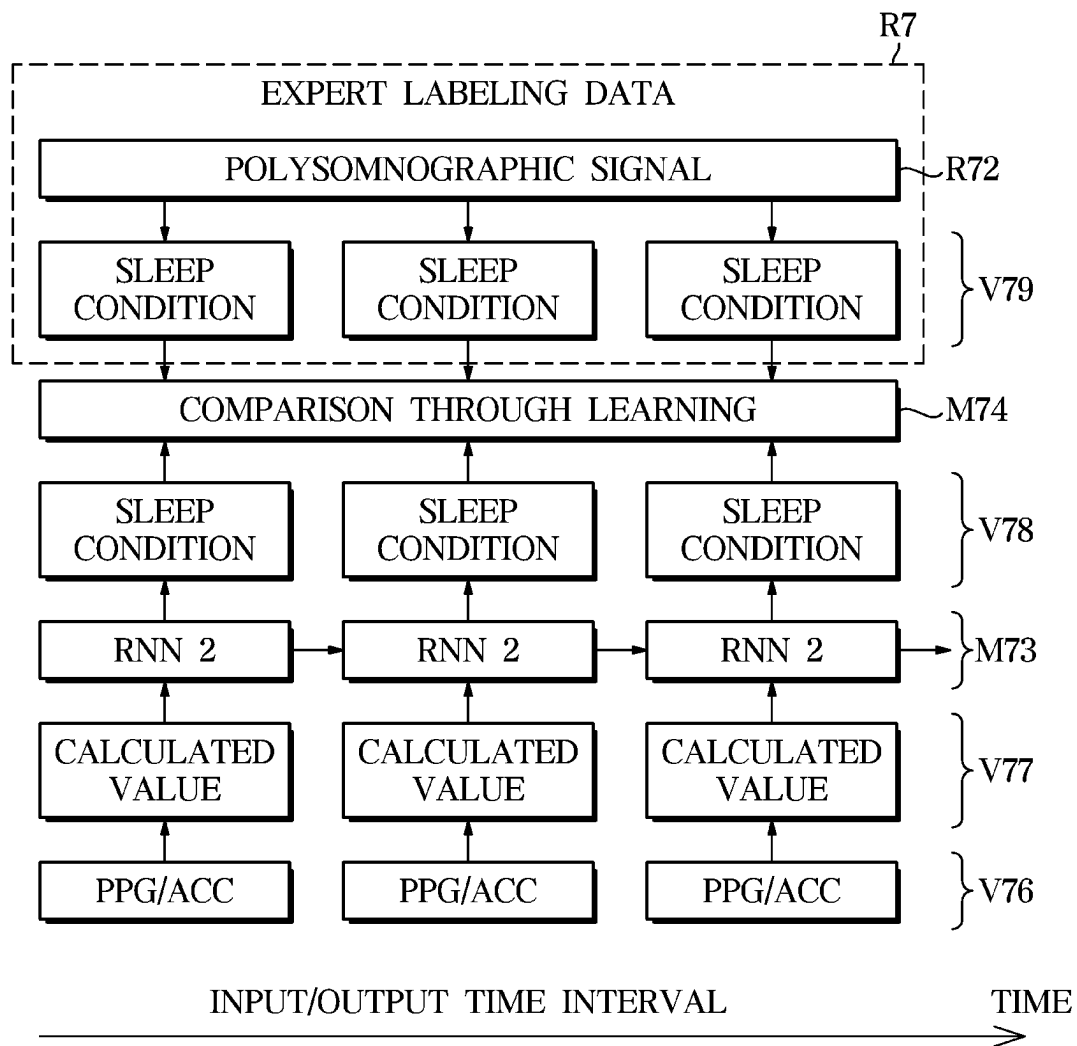 R7
EXPERT LABELING DATA
POLYSOMNOGRAPHIC SIGNAL
R72
SLEEP CONDITION
SLEEP CONDITION
SLEEP CONDITION
V79
COMPARISON THROUGH LEARNING
M74
SLEEP CONDITION
SLEEP CONDITION
SLEEP CONDITION
V78
RNN 2
RNN 2
RNN 2
M73
CALCULATED VALUE
CALCULATED VALUE
CALCULATED VALUE
V77
PPG/ACC
PPG/ACC
PPG/ACC
V76
INPUT/OUTPUT TIME INTERVAL
TIME